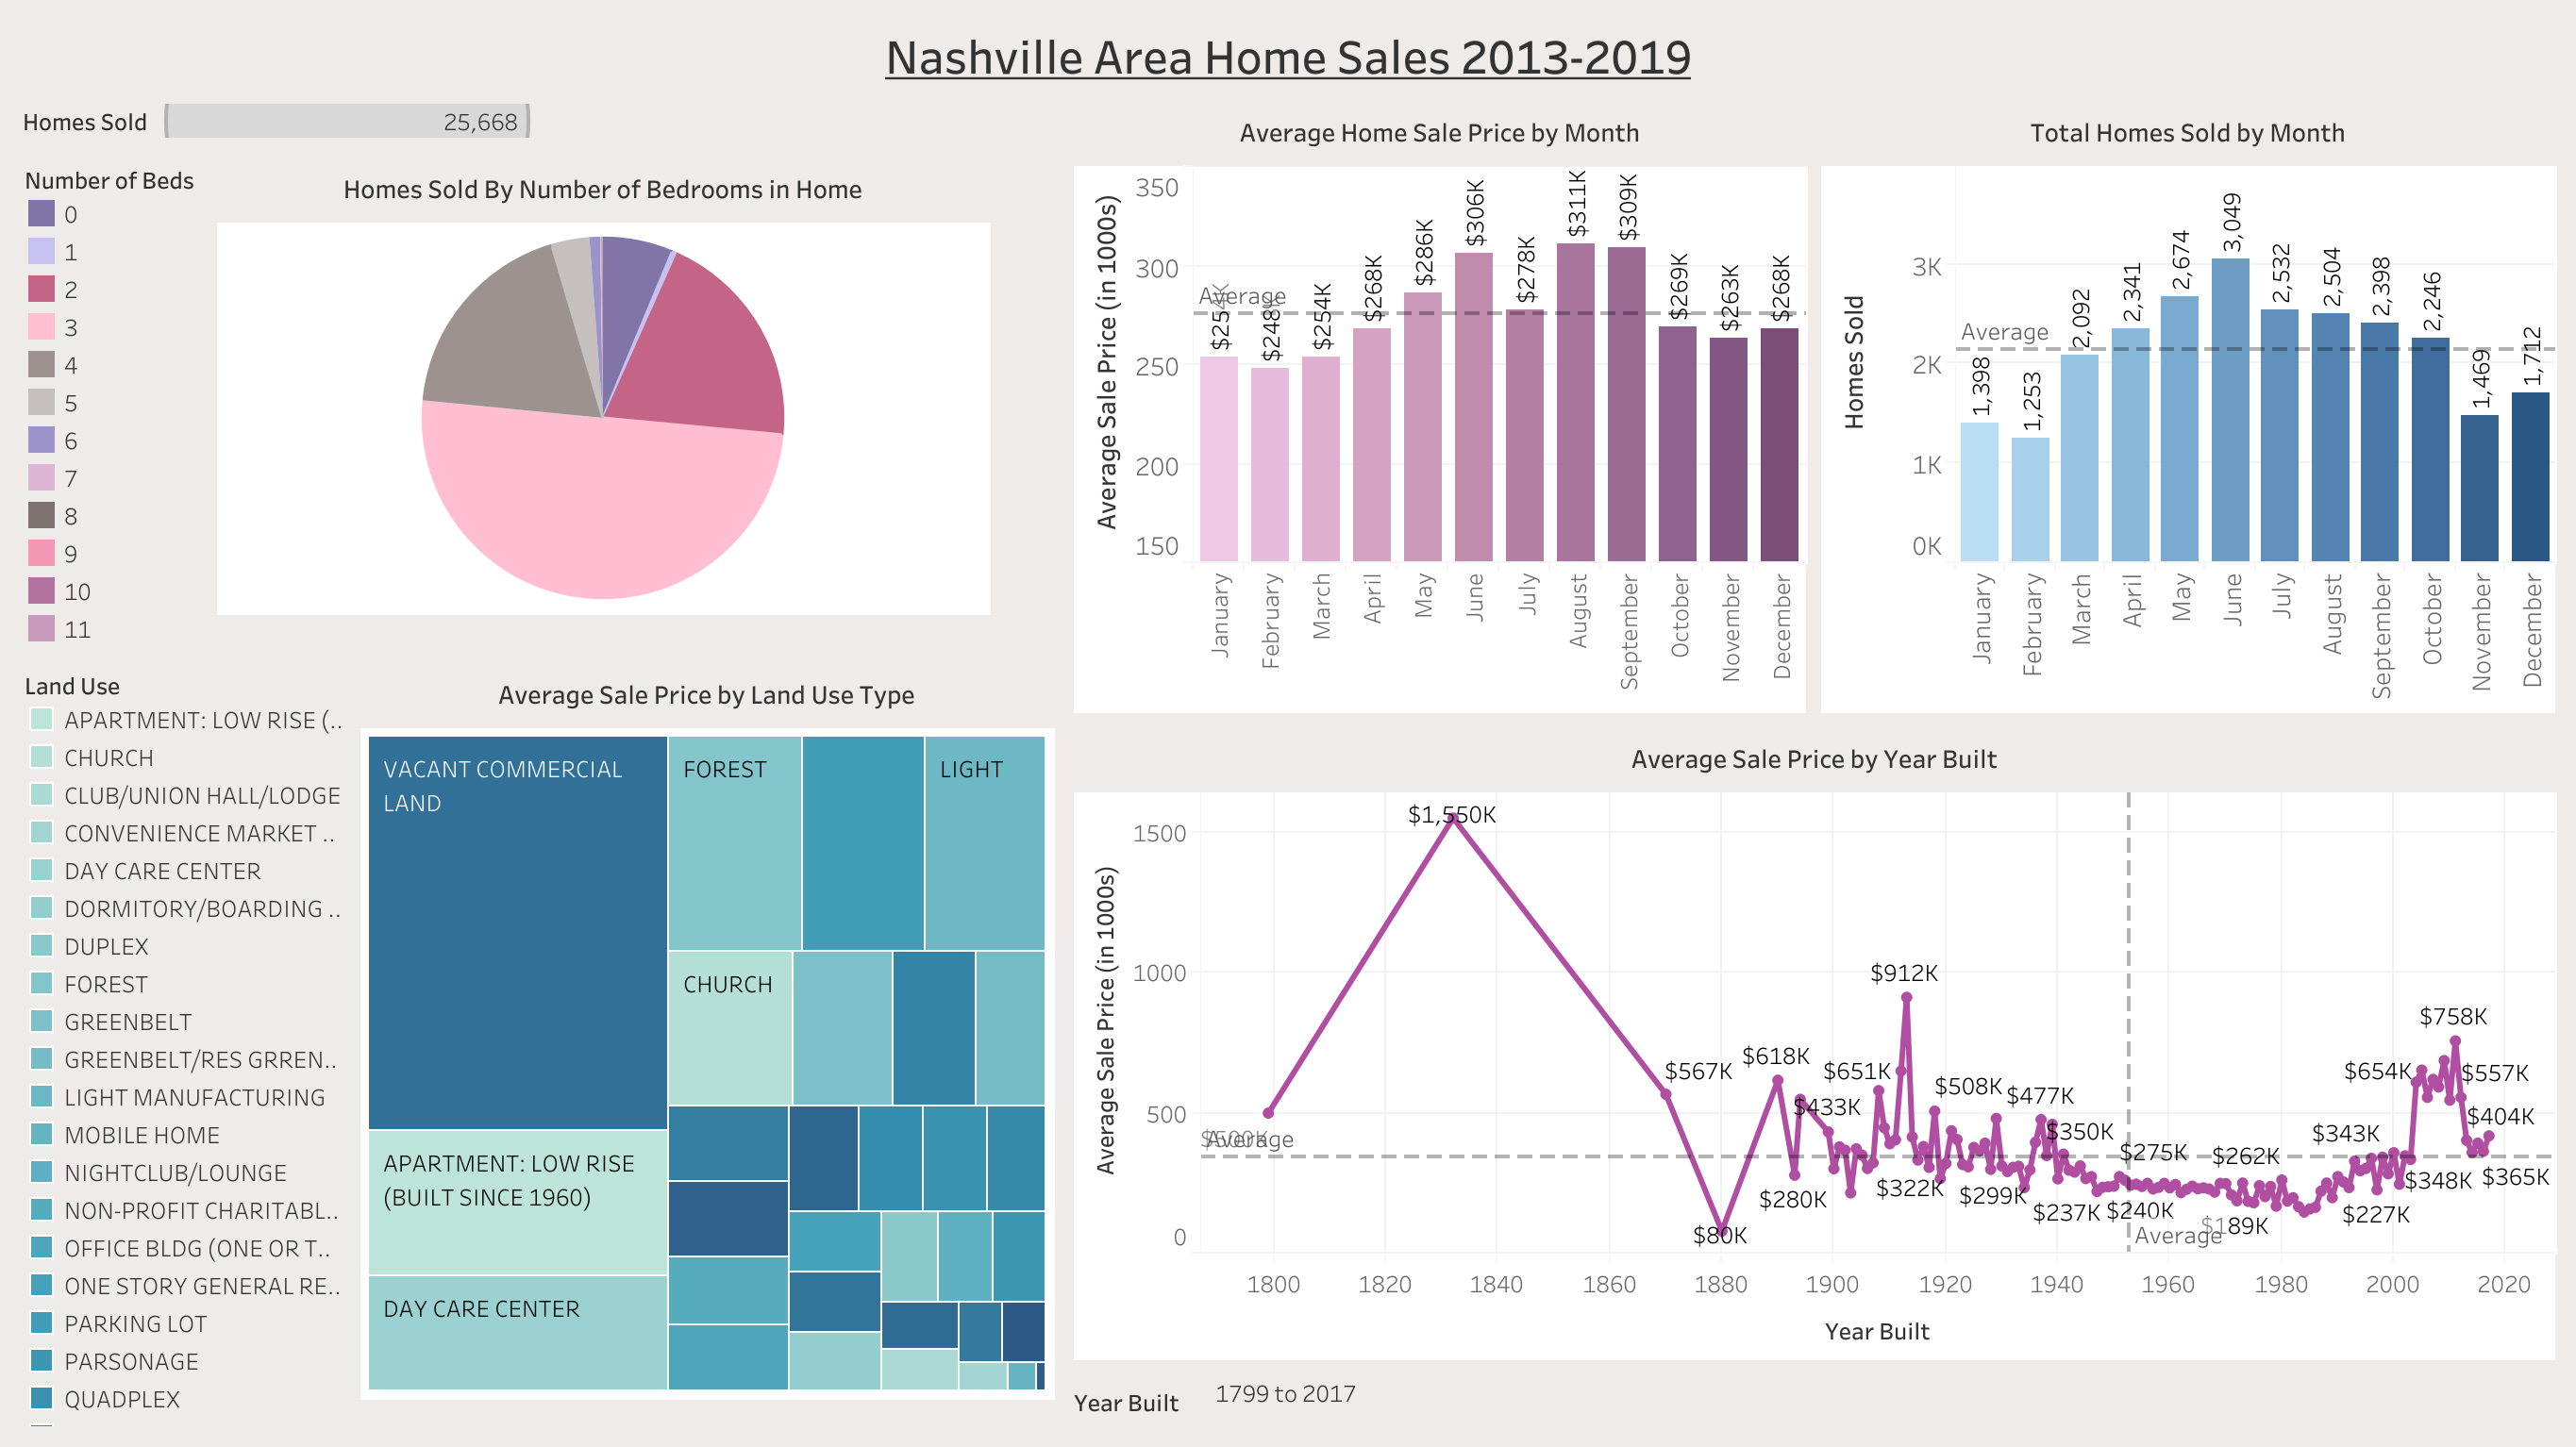 Nashville Area Home Sales 2013-2019
Homes Sold
25,668
Number of Beds
0
1
2
3
4
5
6
7
8
9
10
11
Homes Sold By Number of Bedrooms in Home
Average Home Sale Price by Month
Average Sale Price (in 1000s)
350
300
250
200
150
Average
$254K
$248K
$254K
$268K
$286K
$306K
$278K
$311K
$309K
$269K
$263K
$268K
January
February
March
April
May
June
July
August
September
October
November
December
Total Homes Sold by Month
Homes Sold
3K
2K
1K
0K
Average
1,398
1,253
2,092
2,341
2,674
3,049
2,532
2,504
2,398
2,246
1,469
1,712
January
February
March
April
May
June
July
August
September
October
November
December
Land Use
APARTMENT: LOW RISE (..
CHURCH
CLUB/UNION HALL/LODGE
CONVENIENCE MARKET ..
DAY CARE CENTER
DORMITORY/BOARDING ..
DUPLEX
FOREST
GREENBELT
GREENBELT/RES GRREN..
LIGHT MANUFACTURING
MOBILE HOME
NIGHTCLUB/LOUNGE
NON-PROFIT CHARITABL..
OFFICE BLDG (ONE OR T..
ONE STORY GENERAL RE..
PARKING LOT
PARSONAGE
QUADPLEX
Average Sale Price by Land Use Type
VACANT COMMERCIAL
LAND
FOREST
LIGHT
CHURCH
APARTMENT: LOW RISE
(BUILT SINCE 1960)
DAY CARE CENTER
Average Sale Price by Year Built
Average Sale Price (in 1000s)
1500
1000
500
0
$1,550K
$912K
$758K
$567K
$618K
$651K
$654K
$557K
$508K
$477K
$433K
$404K
$500K
Average
$350K
$343K
$275K
$262K
$280K
$322K
$299K
$348K
$365K
$237K
$240K
$189K
$227K
$80K
Average
1800
1820
1840
1860
1880
1900
1920
1940
1960
1980
2000
2020
Year Built
Year Built
1799 to 2017